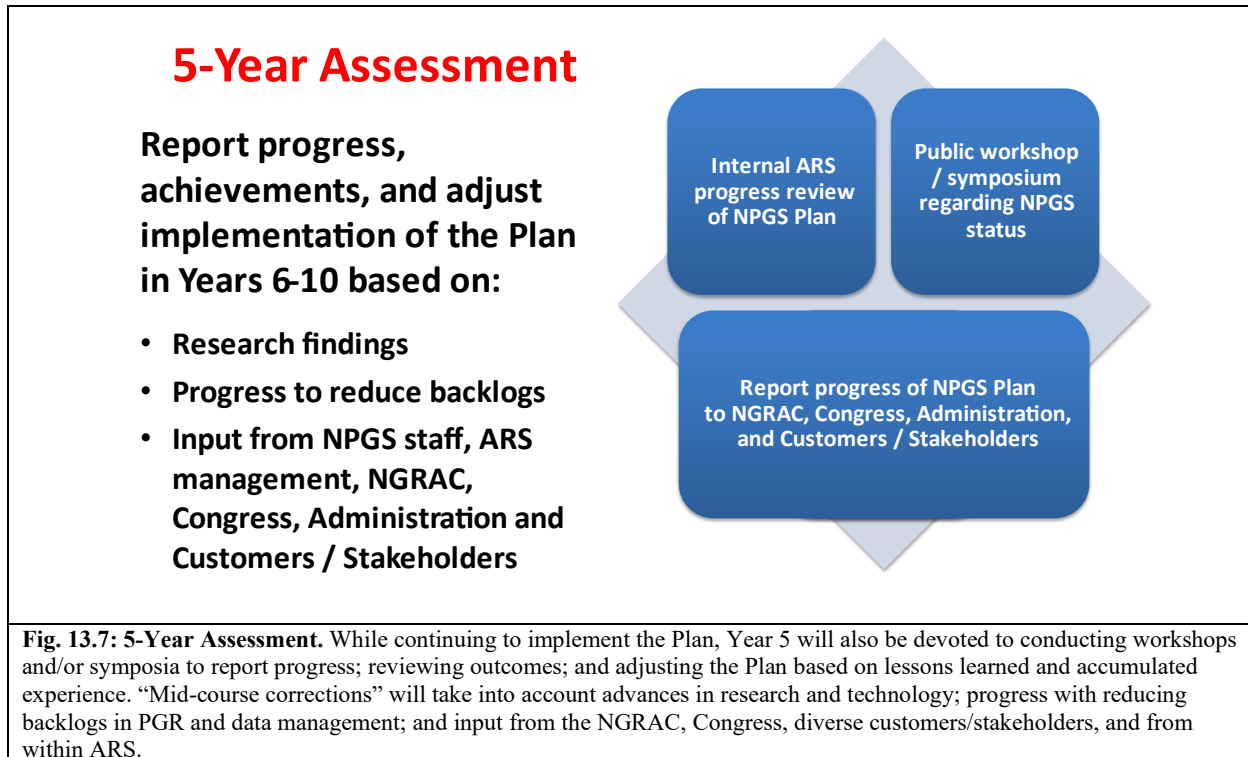 5-Year Assessment
Report progress,
achievements, and adjust
implementation of the Plan
in Years 6-10 based on:
• Research findings
• Progress to reduce backlogs
• Input from NPGS staff, ARS
management, NGRAC,
Congress, Administration and
Customers / Stakeholders
Internal ARS
progress review
of NPGS Plan
Public workshop
/ symposium
regarding NPGS
status
Report progress of NPGS Plan
to NGRAC, Congress, Administration,
and Customers / Stakeholders
Fig. 13.7: 5-Year Assessment. While continuing to implement the Plan, Year 5 will also be devoted to conducting workshops
and/or symposia to report progress; reviewing outcomes; and adjusting the Plan based on lessons learned and accumulated
experience. “Mid-course corrections” will take into account advances in research and technology; progress with reducing
backlogs in PGR and data management; and input from the NGRAC, Congress, diverse customers/stakeholders, and from
within ARS.